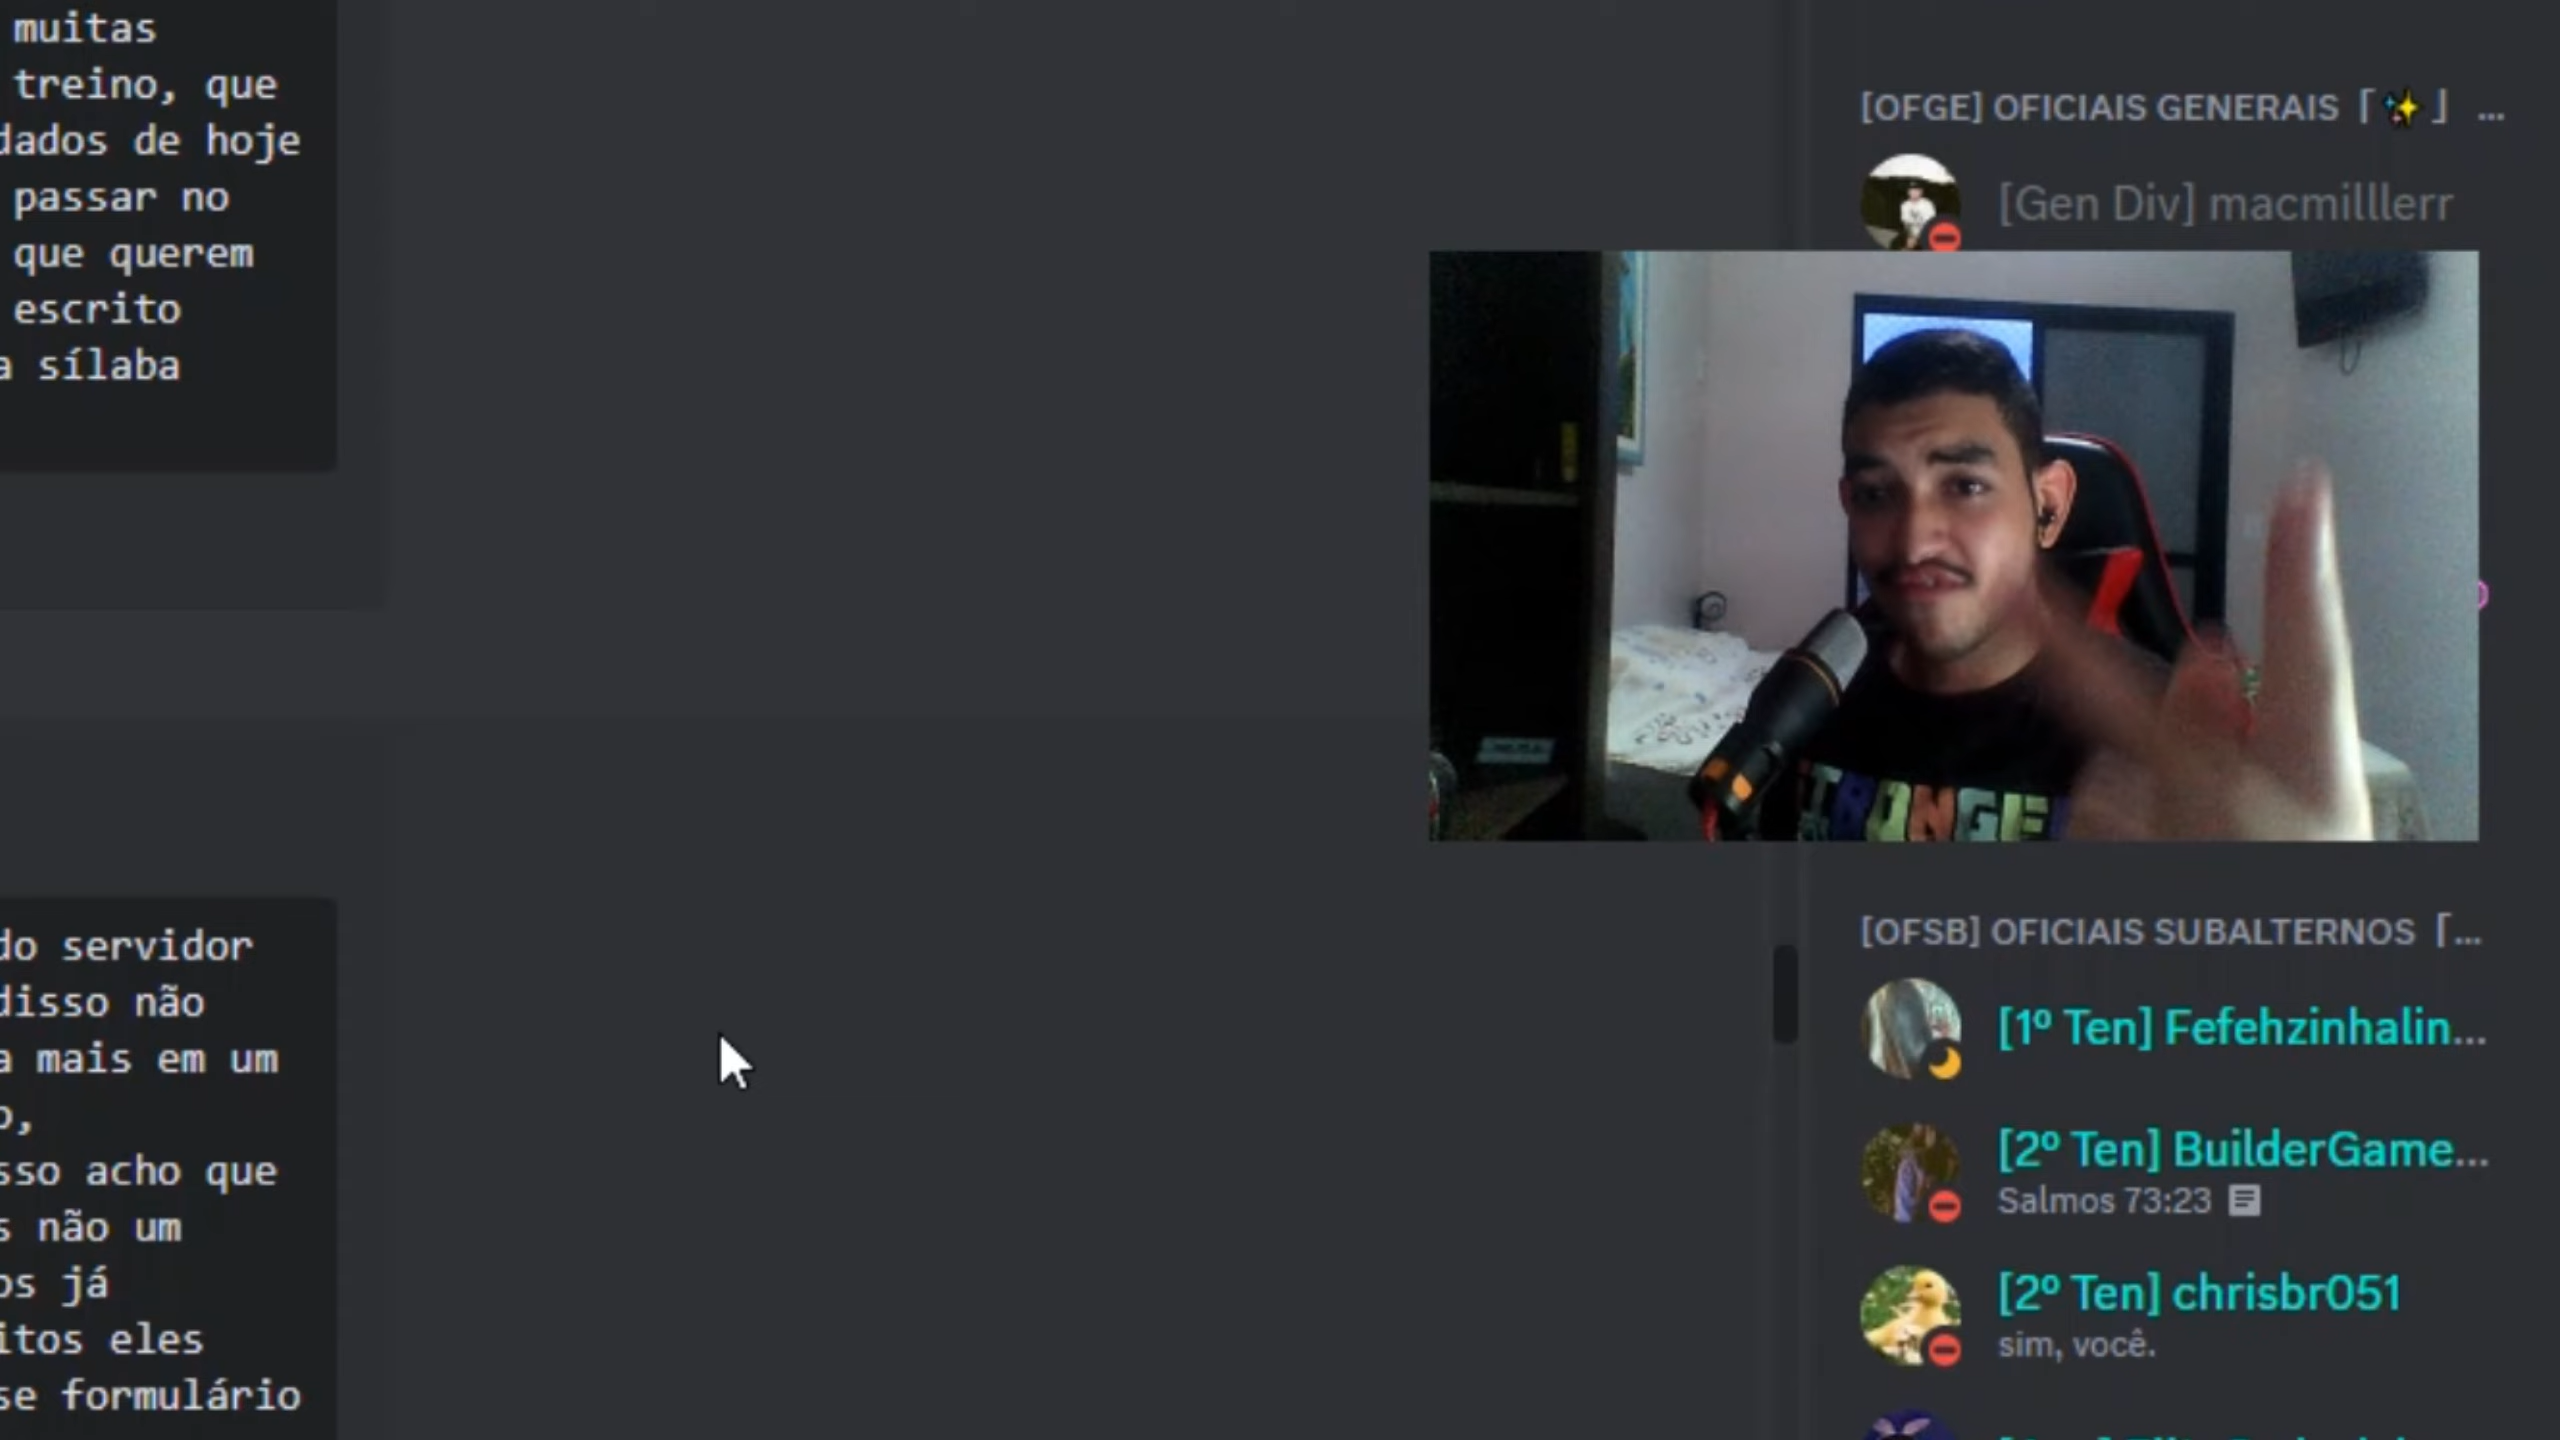 muitas
treino, que
dados de hoje
passar no
que querem
escrito
a sílaba
do servidor
disso não
a mais em um
o,
sso acho que
s não um
os já
itos eles
se formulário
[OFGE] OFICIAIS GENERAIS「✨」 ...
[Gen Div] macmilllerr
[OFSB] OFICIAIS SUBALTERNOS「...
[1º Ten] Fefehzinhalin...
[2º Ten] BuilderGame...
Salmos 73:23
[2º Ten] chrisbr051
sim, você.